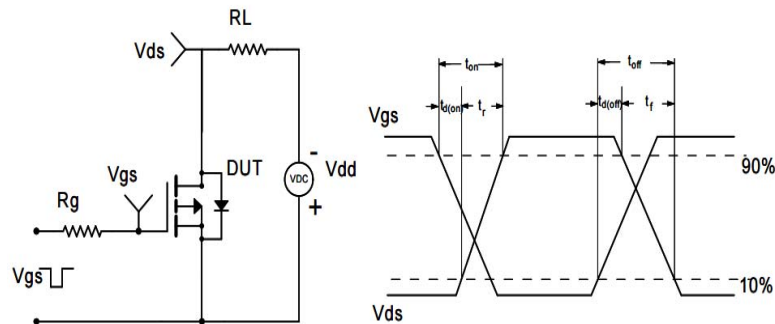 RL
Vds
-
Vdd
VDC
+
DUT
Vgs
Rg
Vgs
ton
toff
td(on)
tr
td(off)
tf
Vgs
90%
10%
Vds